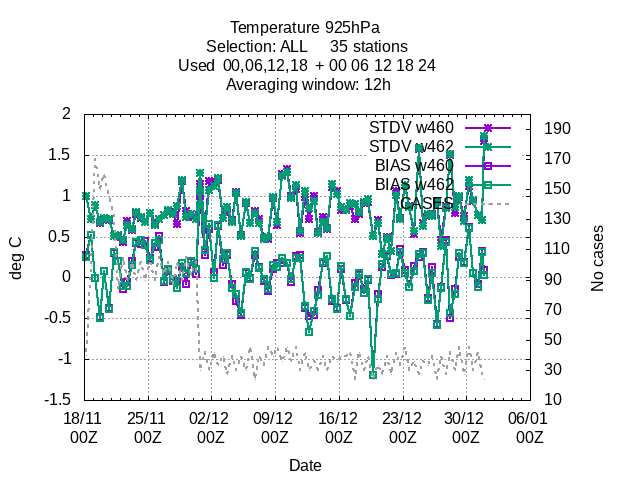 Temperature 925hPa
Selection: ALL     35 stations
Used  00,06,12,18  + 00 06 12 18 24
Averaging window: 12h
STDV w460
STDV w462
BIAS w460
BIAS w462
CASES
deg C
2
1.5
1
0.5
0
-0.5
-1
-1.5
No cases
190
170
150
130
110
90
70
50
30
10
18/11 25/11 02/12 09/12 16/12 23/12 30/12 06/01
00Z 00Z 00Z 00Z 00Z 00Z 00Z 00Z
Date